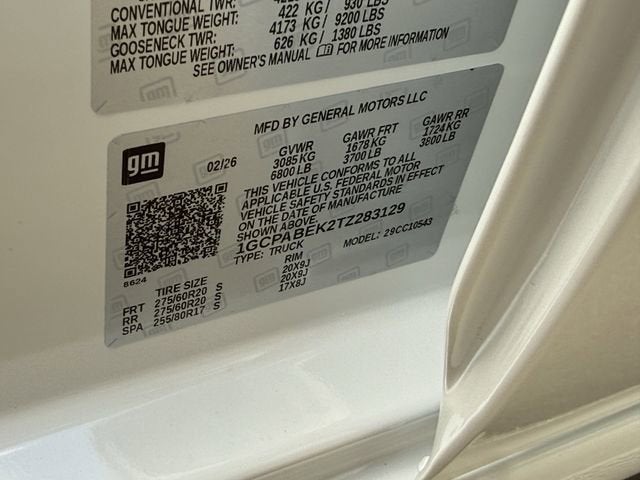 CONVENTIONAL TWR:
MAX TONGUE WEIGHT: 422 KG/ 930 LBS
GOOSENECK TWR: 4173 KG/ 9200 LBS
MAX TONGUE WEIGHT: 626 KG/ 1380 LBS
SEE OWNER'S MANUAL FOR MORE INFORMATION
MFD BY GENERAL MOTORS LLC
gm
02/26
GVWR GAWR FRT GAWR RR
3085 KG 1678 KG 1724 KG
6800 LB 3700 LB 3800 LB
THIS VEHICLE CONFORMS TO ALL
APPLICABLE U.S. FEDERAL MOTOR
VEHICLE SAFETY STANDARDS IN EFFECT
ON THE DATE OF MANUFACTURE
SHOWN ABOVE.
1GCPABEK2TZ283129
TYPE: TRUCK MODEL: 29CC10543
8624
TIRE SIZE RIM
FRT 275/60R20 S 20X9J
RR 275/60R20 S 20X9J
SPA 255/80R17 S 17X8J